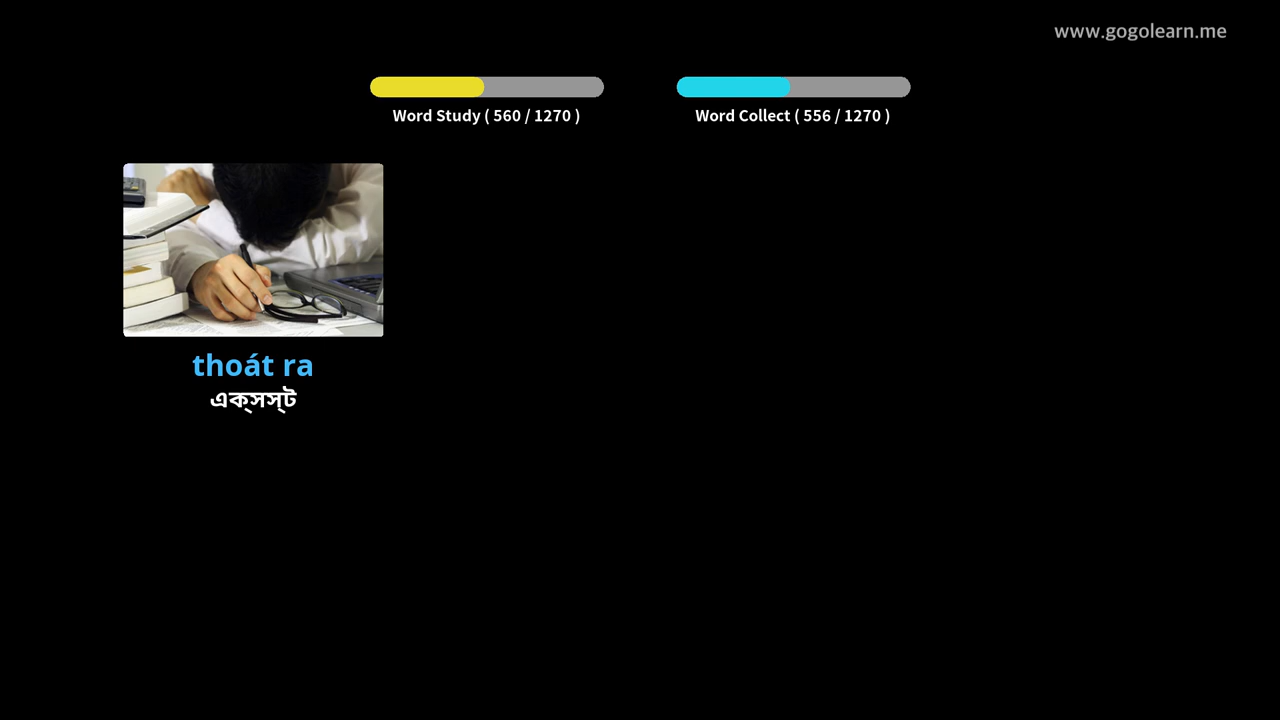 www.gogolearn.me
Word Study ( 560 / 1270 )
Word Collect ( 556 / 1270 )
thoát ra
এক্সস্ট